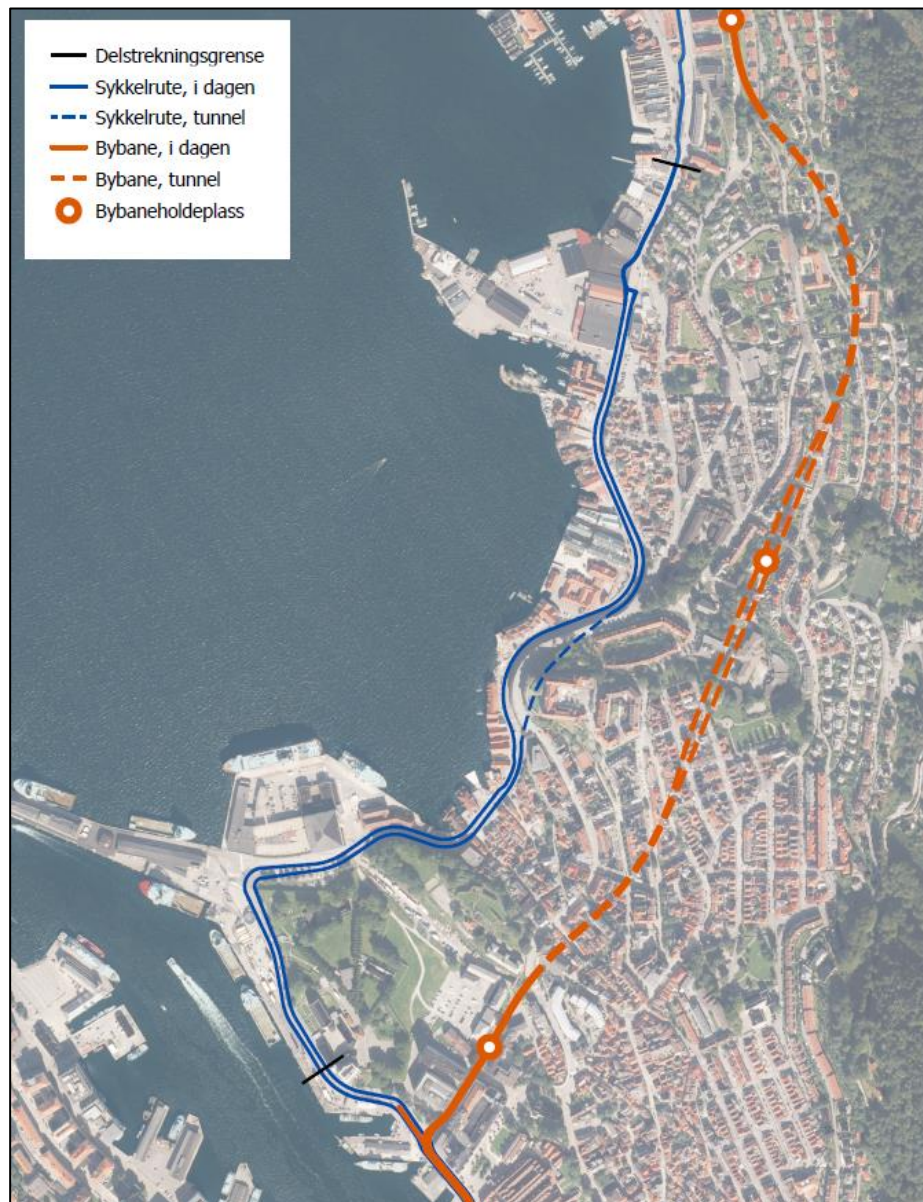 Delstrekningsgrense
Sykkelrute, i dagen
Sykkelrute, tunnel
Bybane, i dagen
Bybane, tunnel
Bybaneholdeplass